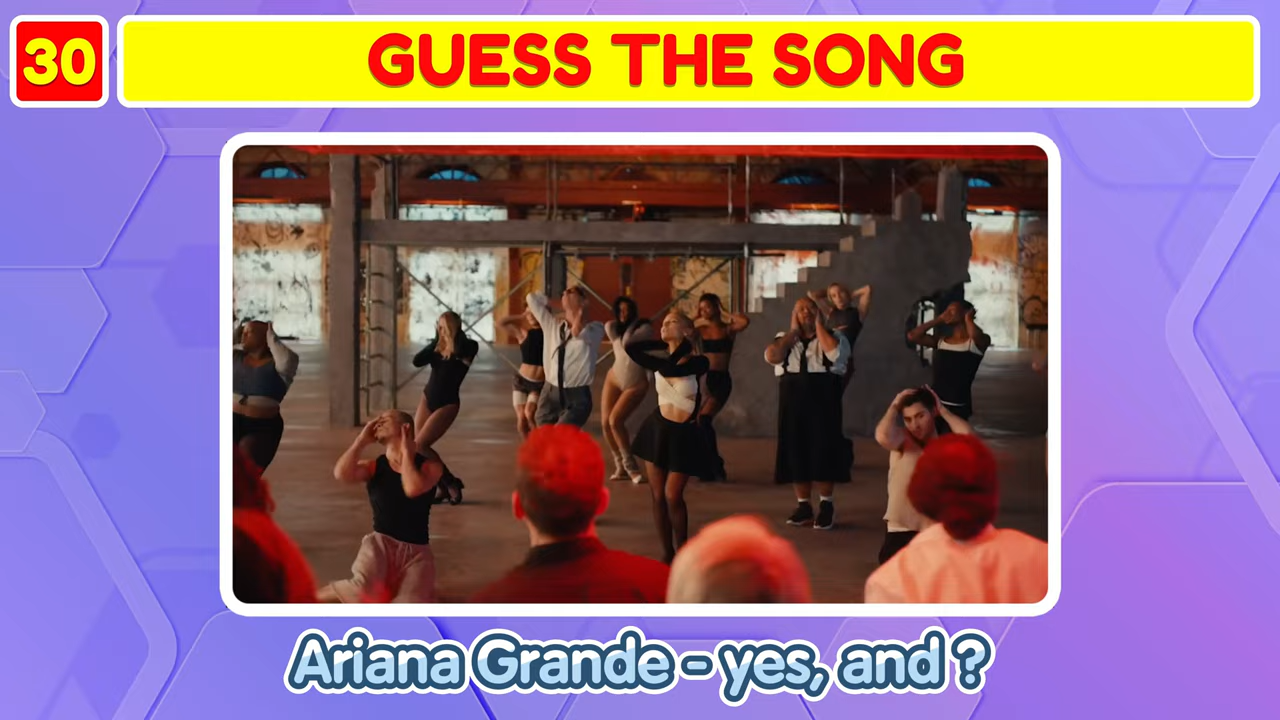 30
GUESS THE SONG
Ariana Grande - yes, and ?